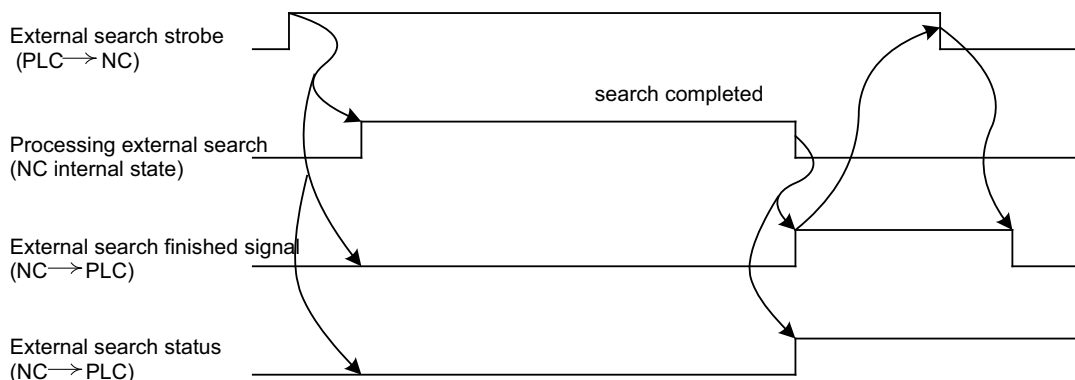 External search strobe
(PLC→NC)
search completed
Processing external search
(NC internal state)
External search finished signal
(NC→PLC)
External search status
(NC→PLC)